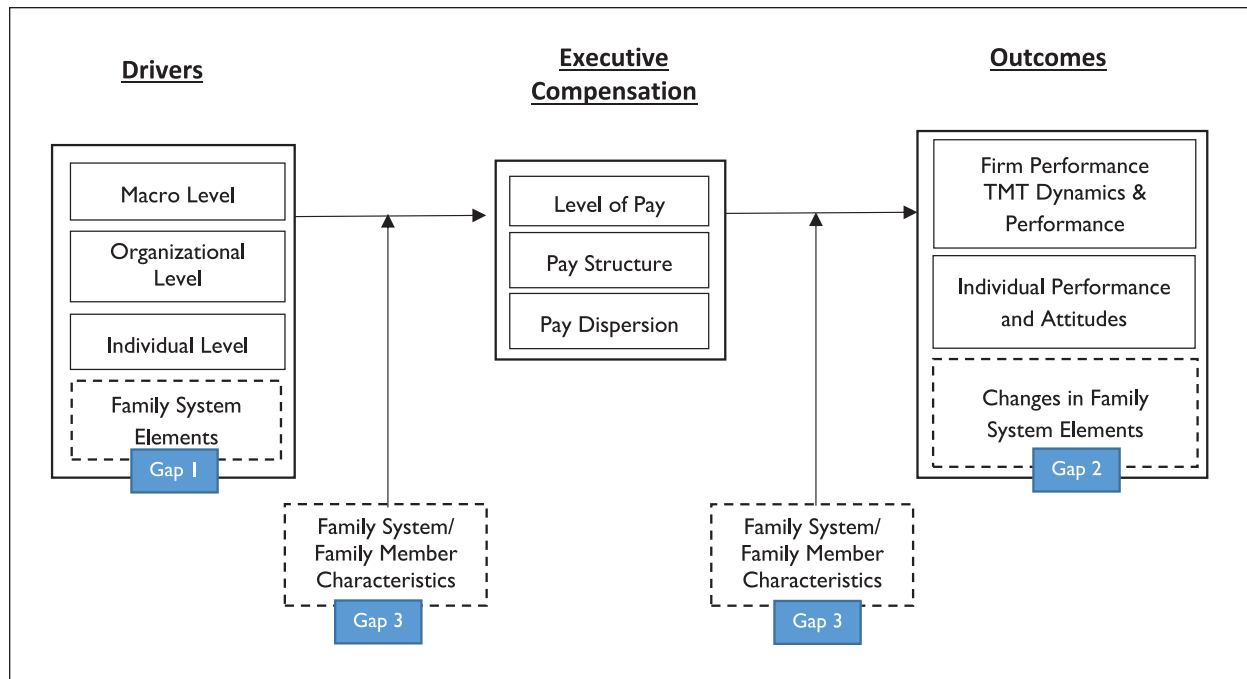 Drivers
Macro Level
Organizational
Level
Individual Level
Family System
Elements
Gap 1
Family System/
Family Member
Characteristics
Gap 3
Executive
Compensation
Level of Pay
Pay Structure
Pay Dispersion
Family System/
Family Member
Characteristics
Gap 3
Outcomes
Firm Performance
TMT Dynamics &
Performance
Individual Performance
and Attitudes
Changes in Family
System Elements
Gap 2